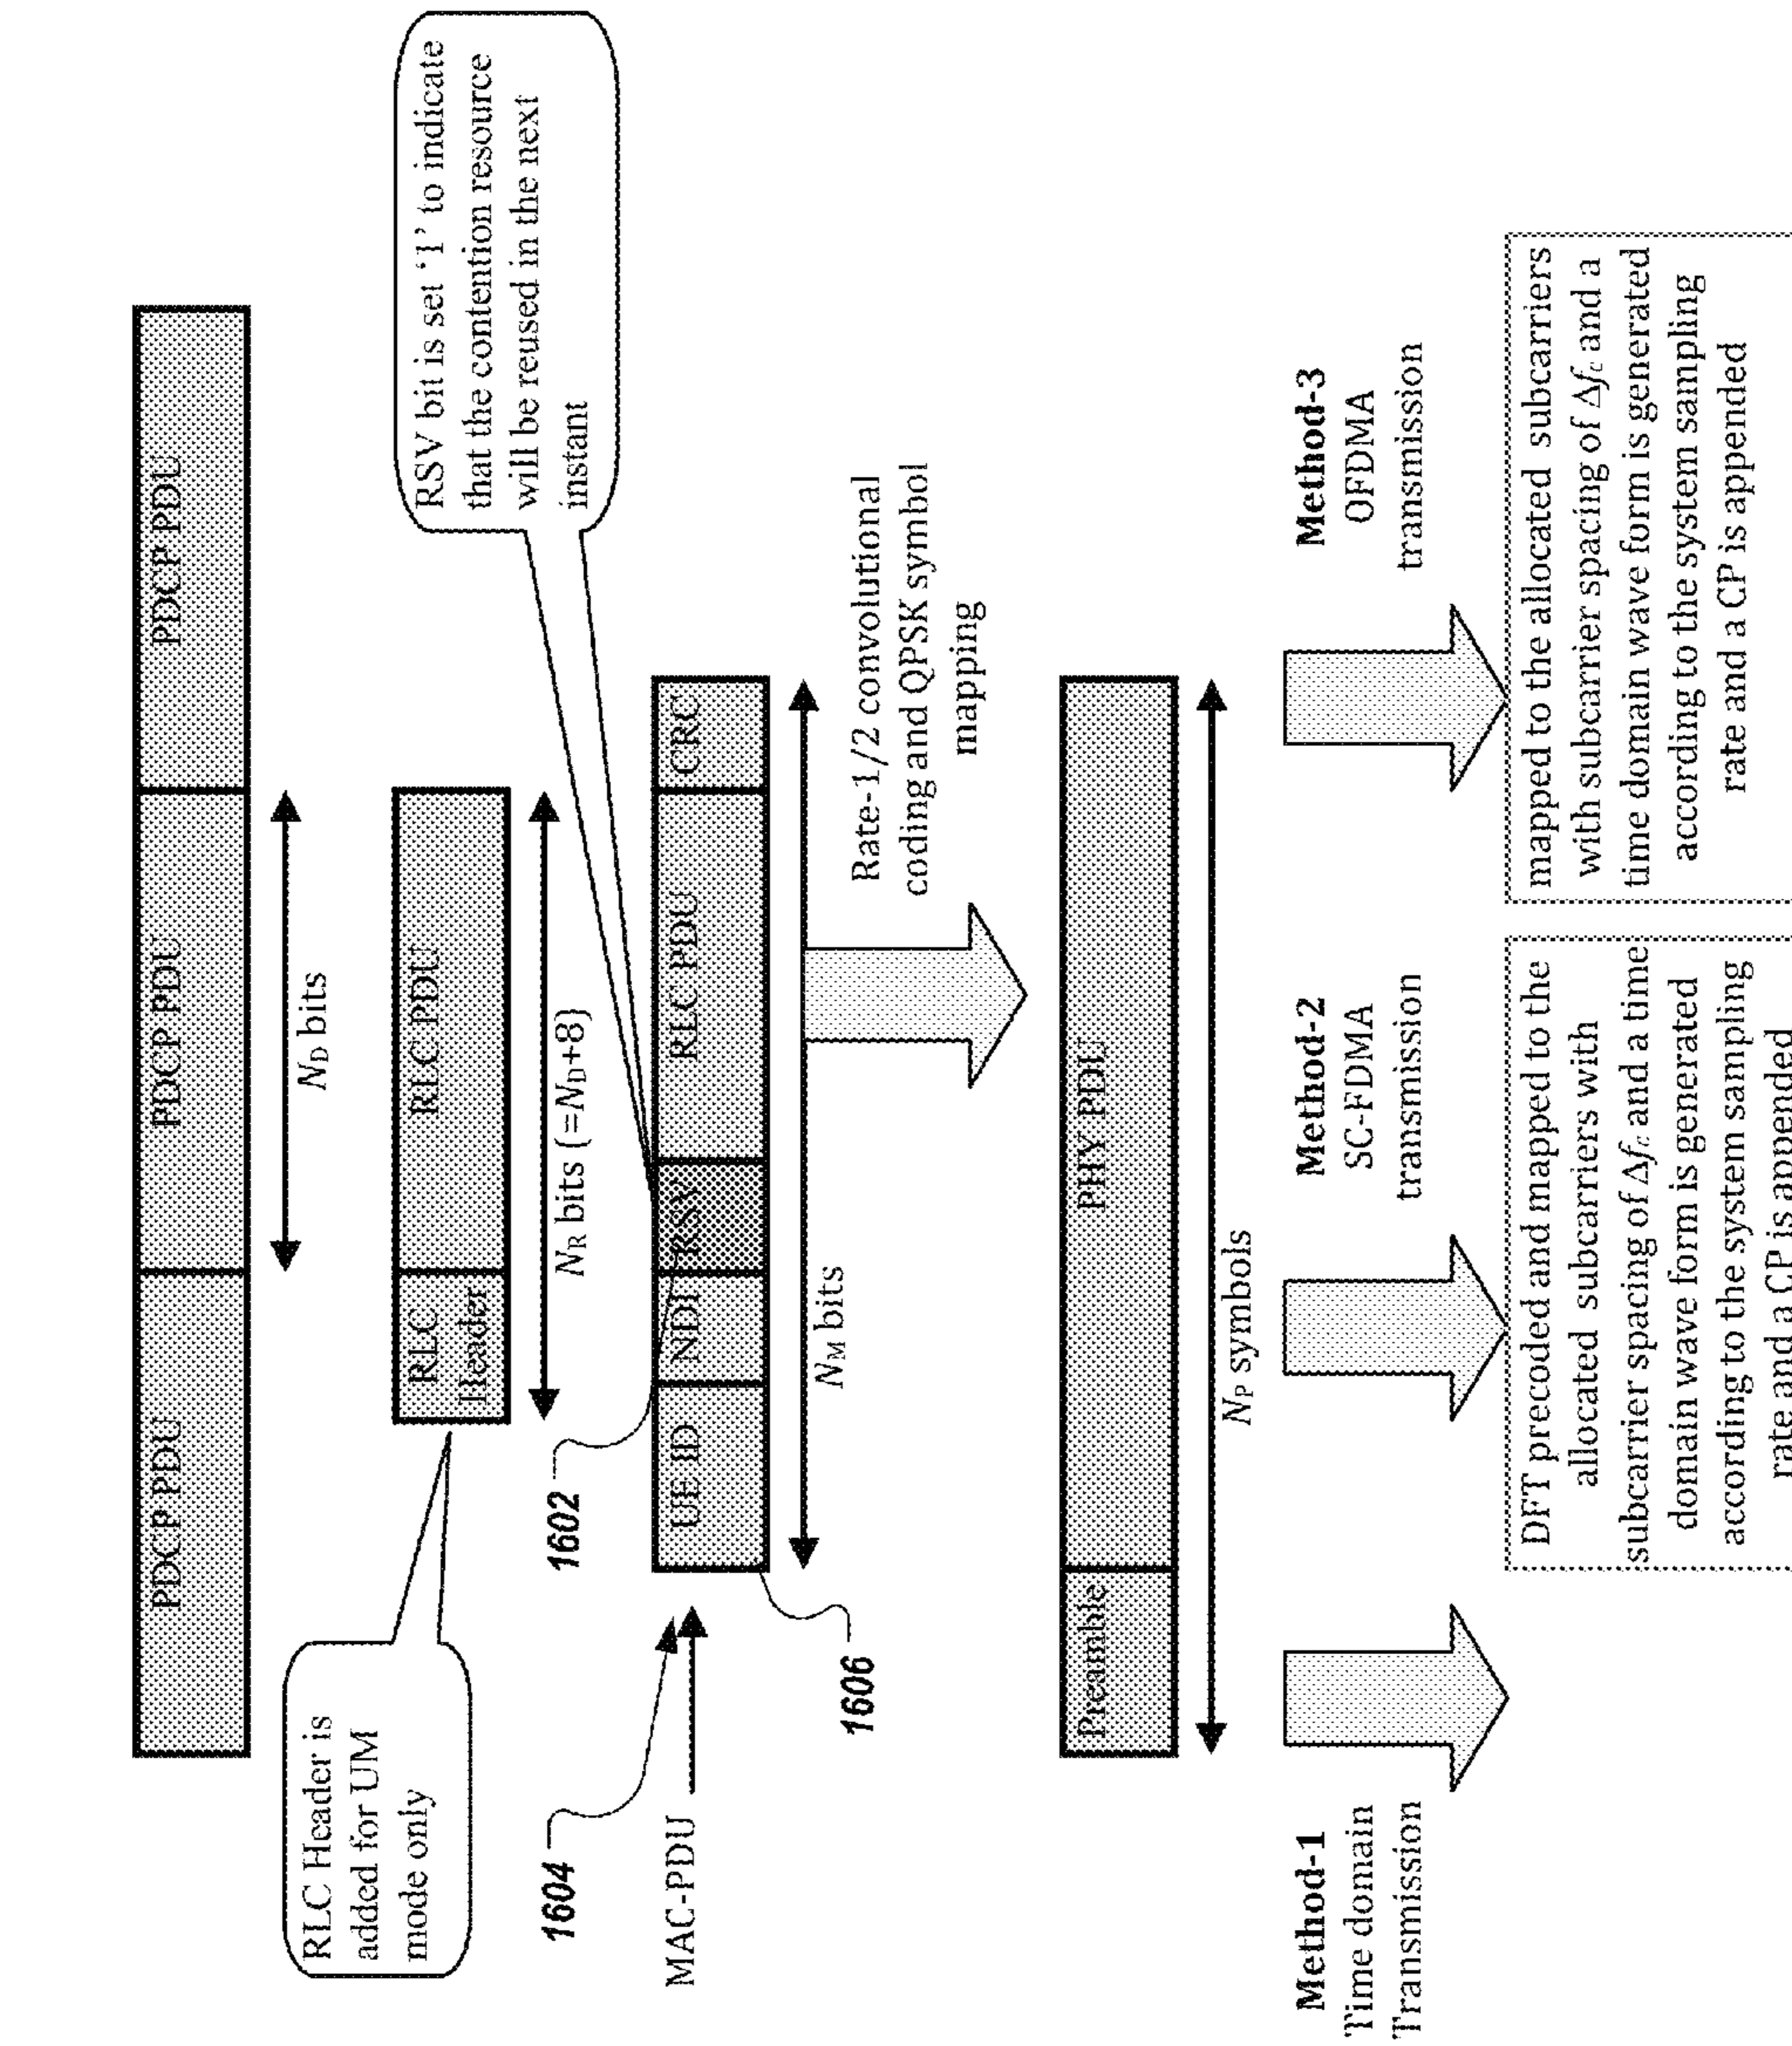 PDCP PDU
PDCP PDU
PDCP PDU
N_D bits
RLC Header is
added for UM
mode only
RLC
Header
RLC PDU
RSV bit is set '1' to indicate
that the contention resource
will be reused in the next
instant
N_R bits (=N_D+8)
1602
1604
MAC-PDU
UE ID
NDI
RSV
RLC PDU
CRC
N_M bits
1606
Rate-1/2 convolutional
coding and QPSK symbol
mapping
Preamble
PHY PDU
N_P symbols
Method-1
Time domain
Transmission
Method-2
SC-FDMA
transmission
Method-3
OFDMA
transmission
DFT precoded and mapped to the
allocated subcarriers with
subcarrier spacing of Δf_c and a time
domain wave form is generated
according to the system sampling
rate and a CP is appended
mapped to the allocated subcarriers
with subcarrier spacing of Δf_c and a
time domain wave form is generated
according to the system sampling
rate and a CP is appended